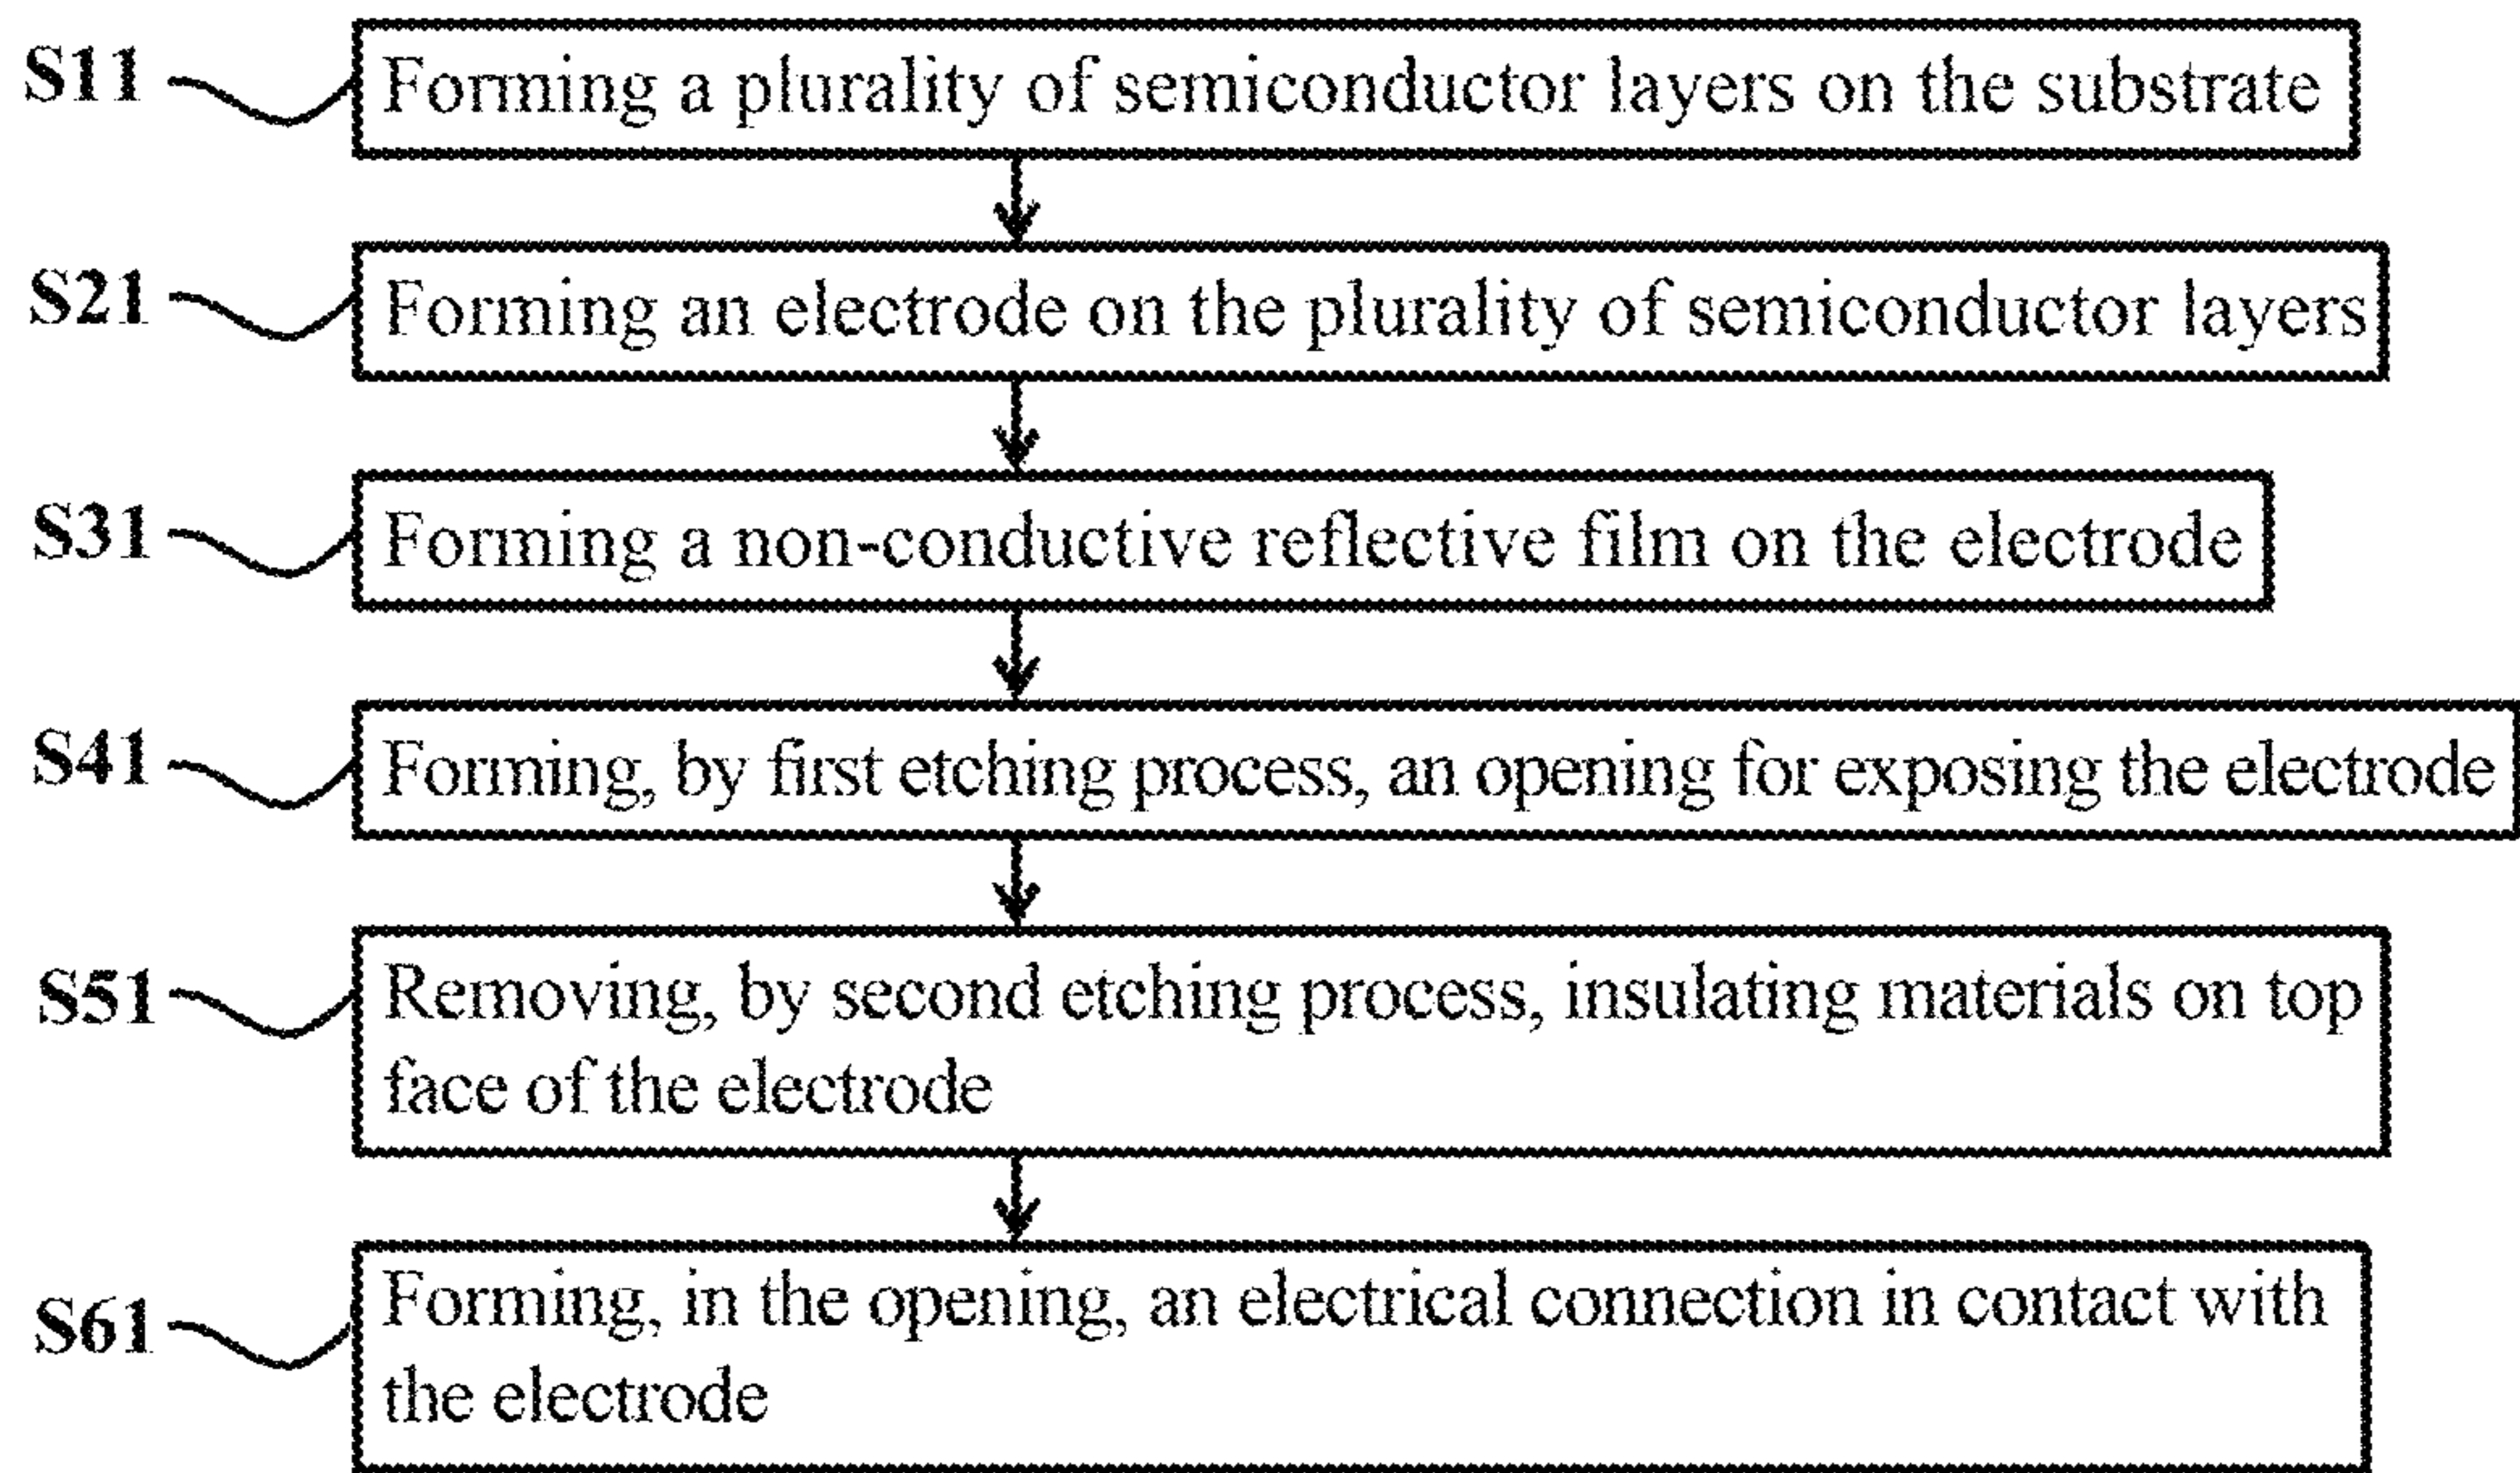 S11 Forming a plurality of semiconductor layers on the substrate
S21 Forming an electrode on the plurality of semiconductor layers
S31 Forming a non-conductive reflective film on the electrode
S41 Forming, by first etching process, an opening for exposing the electrode
S51 Removing, by second etching process, insulating materials on top
face of the electrode
S61 Forming, in the opening, an electrical connection in contact with
the electrode